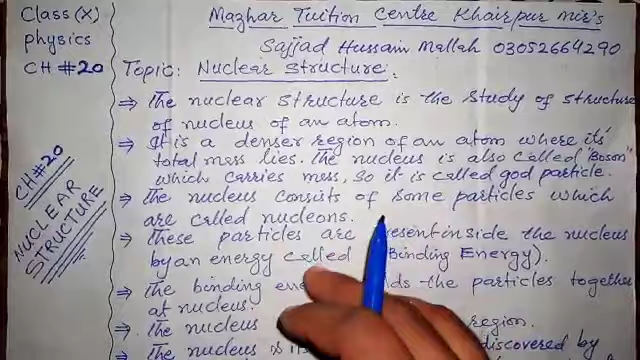 Class (X) Mazhar Tuition Centre Khairpur mir's
physics Sajjad Hussain Mallah 03052664290
CH #20 Topic: Nuclear Structure.
⇒ The nuclear structure is the study of structure
of nucleus of an atom.
⇒ It is a denser region of an atom where its
total mass lies. The nucleus is also called "Boson"
which carries mass, so it is called god particle.
⇒ The nucleus consists of some particles which
are called nucleons.
⇒ These particles are present inside the nucleus
by an energy called (Binding Energy).
⇒ The binding the particles together
at nucleus.
⇒ The nucleus region.
⇒ The nucleus is discovered by
CH #20
NUCLEAR
STRUCTURE